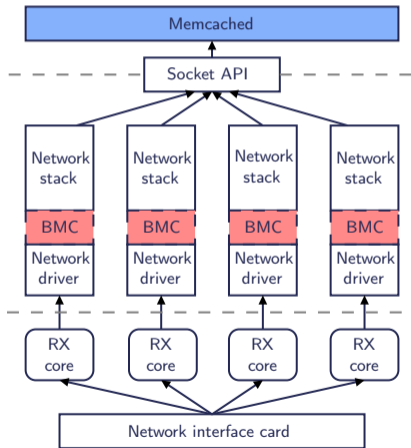 Memcached
Socket API
Network
stack
Network
stack
Network
stack
Network
stack
BMC
BMC
BMC
BMC
Network
driver
Network
driver
Network
driver
Network
driver
RX
core
RX
core
RX
core
RX
core
Network interface card